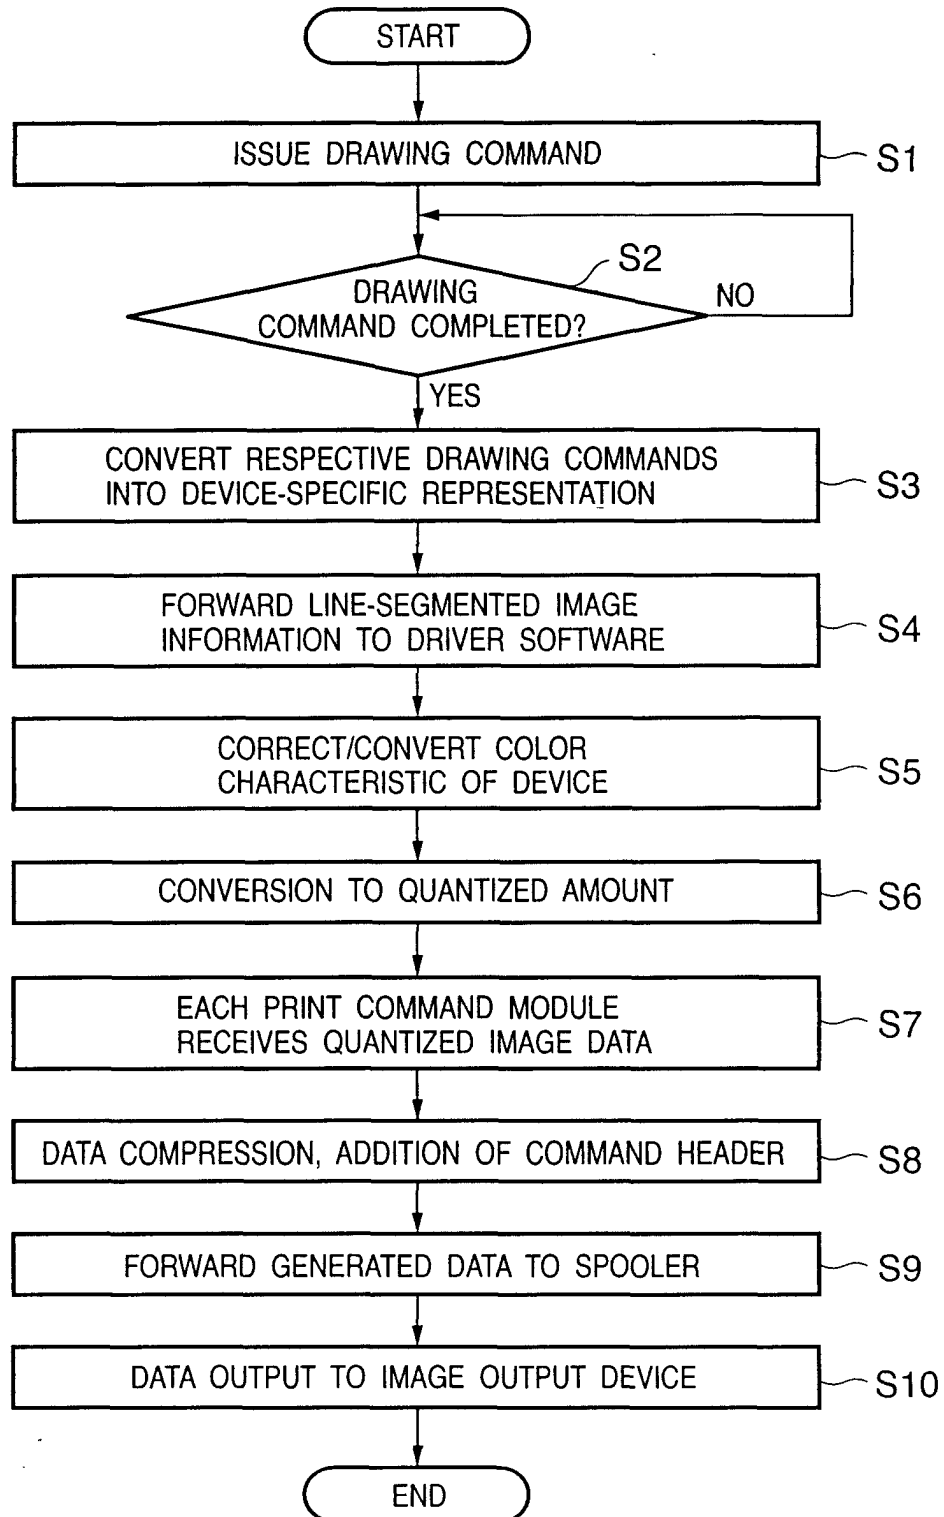 START
ISSUE DRAWING COMMAND
S1
S2
DRAWING
COMMAND COMPLETED?
NO
YES
CONVERT RESPECTIVE DRAWING COMMANDS
INTO DEVICE-SPECIFIC REPRESENTATION
S3
FORWARD LINE-SEGMENTED IMAGE
INFORMATION TO DRIVER SOFTWARE
S4
CORRECT/CONVERT COLOR
CHARACTERISTIC OF DEVICE
S5
CONVERSION TO QUANTIZED AMOUNT
S6
EACH PRINT COMMAND MODULE
RECEIVES QUANTIZED IMAGE DATA
S7
DATA COMPRESSION, ADDITION OF COMMAND HEADER
S8
FORWARD GENERATED DATA TO SPOOLER
S9
DATA OUTPUT TO IMAGE OUTPUT DEVICE
S10
END